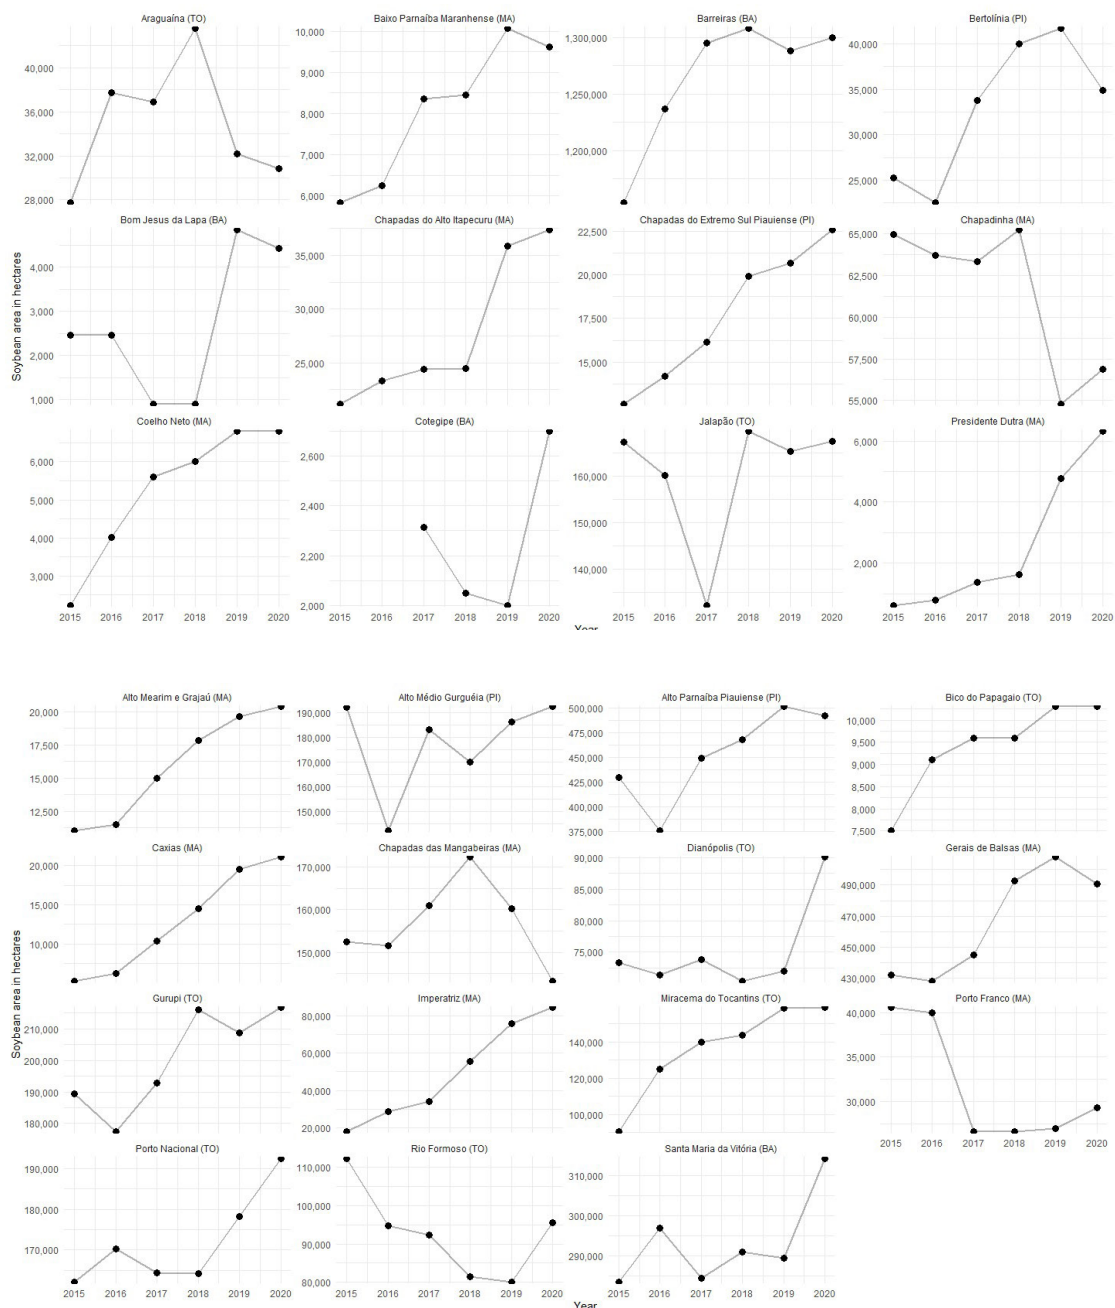 Araguaína (TO)
Baixo Parnaíba Maranhense (MA)
Barreiras (BA)
Bertolínia (PI)
40,000
36,000
32,000
28,000
10,000
9,000
8,000
7,000
6,000
1,300,000
1,250,000
1,200,000
40,000
35,000
30,000
25,000
Soybean area in hectares
Bom Jesus da Lapa (BA)
Chapadas do Alto Itapecuru (MA)
Chapadas do Extremo Sul Piauiense (PI)
Chapadinha (MA)
4,000
3,000
2,000
1,000
35,000
30,000
25,000
22,500
20,000
17,500
15,000
65,000
62,500
60,000
57,500
55,000
Coelho Neto (MA)
Cotegipe (BA)
Jalapão (TO)
Presidente Dutra (MA)
6,000
5,000
4,000
3,000
2,600
2,400
2,200
2,000
160,000
150,000
140,000
6,000
4,000
2,000
2015 2016 2017 2018 2019 2020
2015 2016 2017 2018 2019 2020
2015 2016 2017 2018 2019 2020
2015 2016 2017 2018 2019 2020
Year
Alto Mearim e Grajaú (MA)
Alto Médio Gurguéia (PI)
Alto Parnaíba Piauiense (PI)
Bico do Papagaio (TO)
20,000
17,500
15,000
12,500
190,000
180,000
170,000
160,000
150,000
500,000
475,000
450,000
425,000
400,000
375,000
10,000
9,500
9,000
8,500
8,000
7,500
Soybean area in hectares
Caxias (MA)
Chapadas das Mangabeiras (MA)
Dianópolis (TO)
Gerais de Balsas (MA)
20,000
15,000
10,000
170,000
160,000
150,000
90,000
85,000
80,000
75,000
490,000
470,000
450,000
430,000
Gurupi (TO)
Imperatriz (MA)
Miracema do Tocantins (TO)
Porto Franco (MA)
210,000
200,000
190,000
180,000
80,000
60,000
40,000
20,000
140,000
120,000
100,000
40,000
35,000
30,000
2015 2016 2017 2018 2019 2020
Porto Nacional (TO)
Rio Formoso (TO)
Santa Maria da Vitória (BA)
190,000
180,000
170,000
110,000
100,000
90,000
80,000
310,000
300,000
290,000
2015 2016 2017 2018 2019 2020
2015 2016 2017 2018 2019 2020
2015 2016 2017 2018 2019 2020
Year